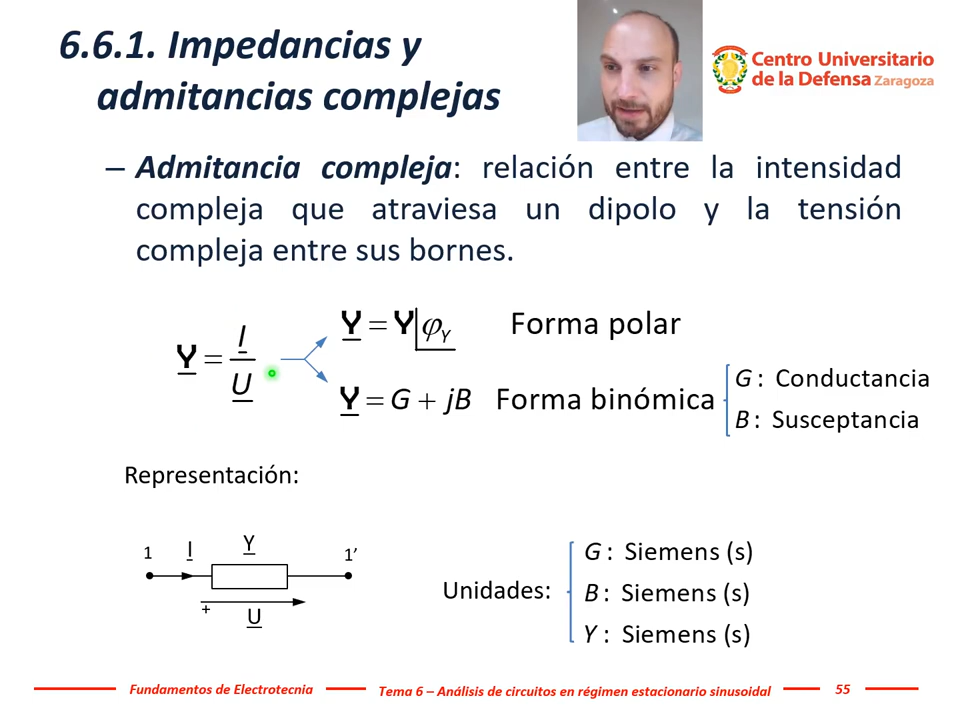 6.6.1. Impedancias y
admitancias complejas
Centro Universitario
de la Defensa Zaragoza
– Admitancia compleja: relación entre la intensidad
compleja que atraviesa un dipolo y la tensión
compleja entre sus bornes.
Y = I / U
Y = Y φY Forma polar
Y = G + jB Forma binómica
G : Conductancia
B : Susceptancia
Representación:
1 I Y 1’
+ U
Unidades:
G : Siemens (s)
B : Siemens (s)
Y : Siemens (s)
Fundamentos de Electrotecnia Tema 6 – Análisis de circuitos en régimen estacionario sinusoidal 55